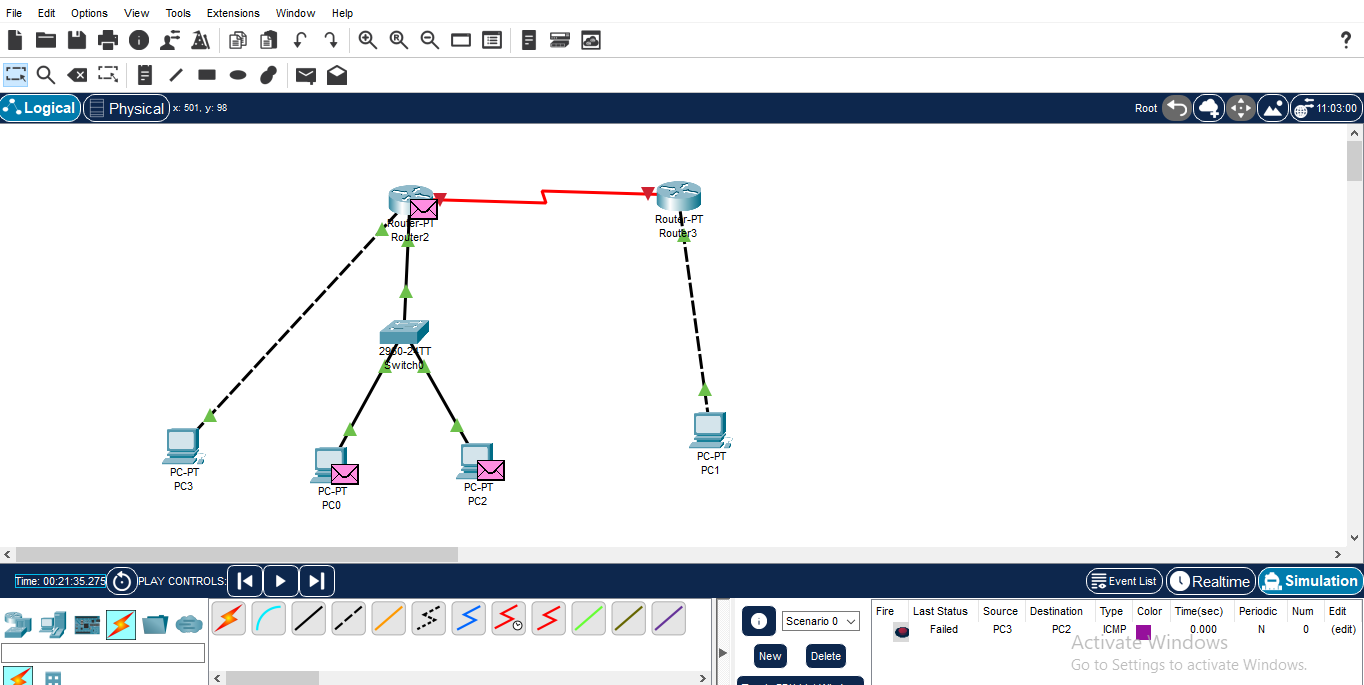 File Edit Options View Tools Extensions Window Help
?
Logical Physical x: 501, y: 98 Root 11:03:00
Router-PT
Router2
Router-PT
Router3
2950-24TT
Switch0
PC-PT
PC3
PC-PT
PC0
PC-PT
PC2
PC-PT
PC1
Time: 00:21:35.275 PLAY CONTROLS: Event List Realtime Simulation
Scenario 0
New Delete
Fire Last Status Source Destination Type Color Time(sec) Periodic Num Edit
Failed PC3 PC2 ICMP 0.000 N 0 (edit)
Activate Windows
Go to Settings to activate Windows.